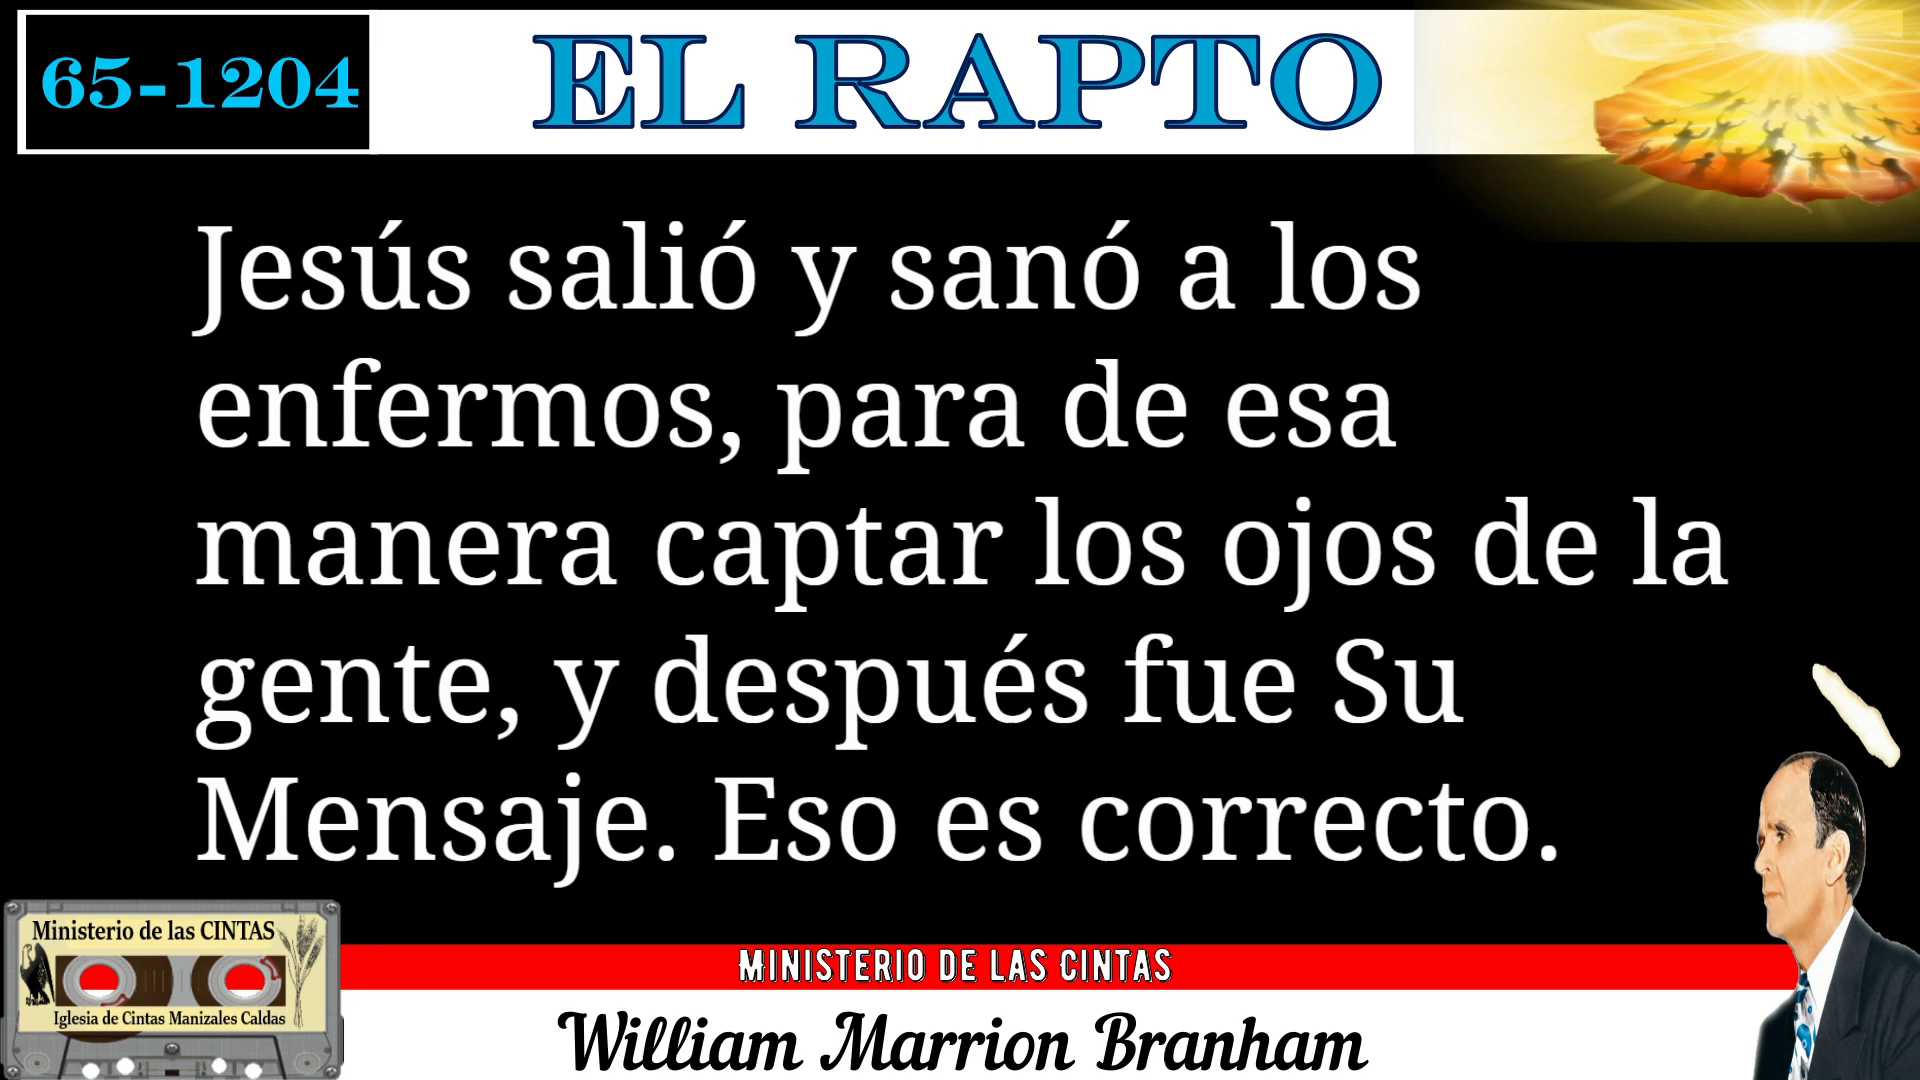 65-1204
EL RAPTO
Jesús salió y sanó a los
enfermos, para de esa
manera captar los ojos de la
gente, y después fue Su
Mensaje. Eso es correcto.
Ministerio de las CINTAS
Iglesia de Cintas Manizales Caldas
MINISTERIO DE LAS CINTAS
William Marrion Branham